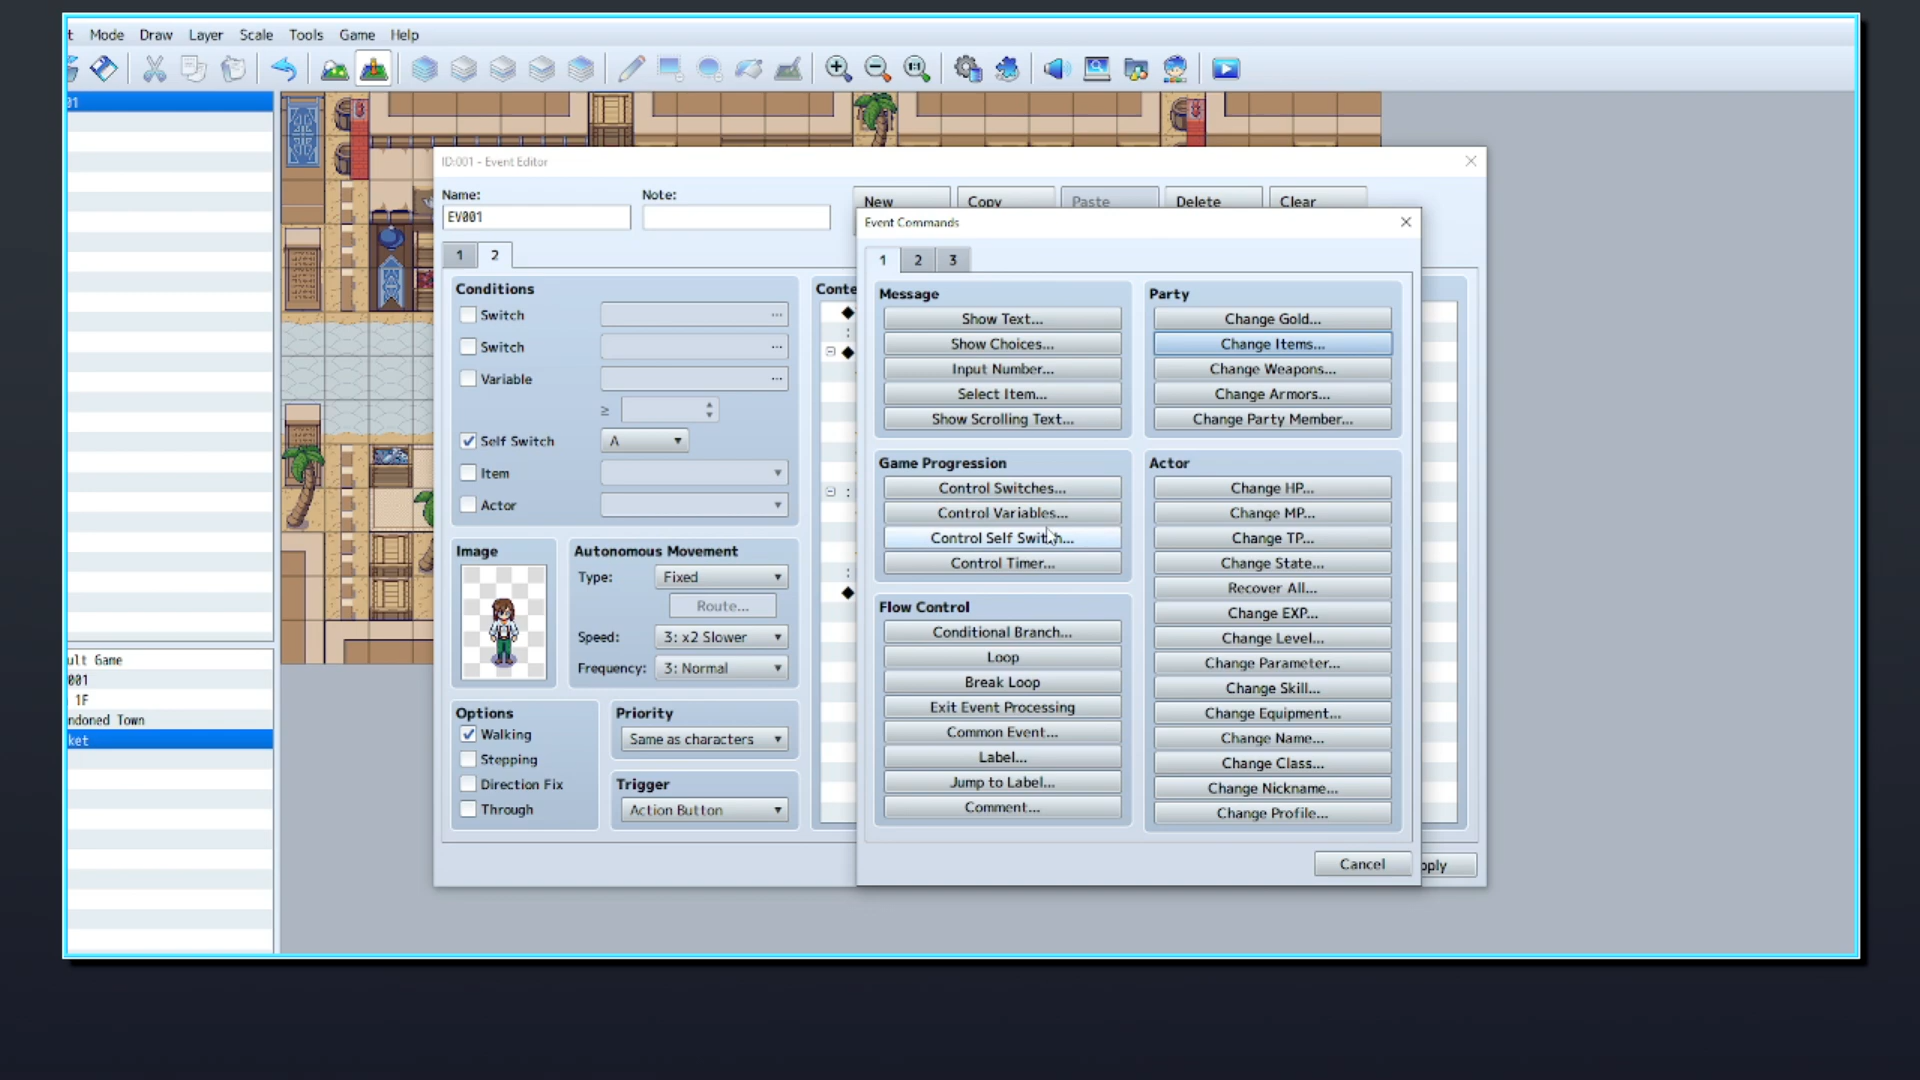 t Mode Draw Layer Scale Tools Game Help
01
ID:001 - Event Editor
Name:
Note:
EV001
New
Copy
Paste
Delete
Clear
1 2
Conditions
Switch ...
Switch ...
Variable ...
≥
Self Switch A
Item
Actor
Image
Autonomous Movement
Type: Fixed
Route...
Speed: 3: x2 Slower
Frequency: 3: Normal
Options
Walking
Stepping
Direction Fix
Through
Priority
Same as characters
Trigger
Action Button
Conte
Event Commands
1 2 3
Message
Show Text...
Show Choices...
Input Number...
Select Item...
Show Scrolling Text...
Game Progression
Control Switches...
Control Variables...
Control Self Switch...
Control Timer...
Flow Control
Conditional Branch...
Loop
Break Loop
Exit Event Processing
Common Event...
Label...
Jump to Label...
Comment...
Party
Change Gold...
Change Items...
Change Weapons...
Change Armors...
Change Party Member...
Actor
Change HP...
Change MP...
Change TP...
Change State...
Recover All...
Change EXP...
Change Level...
Change Parameter...
Change Skill...
Change Equipment...
Change Name...
Change Class...
Change Nickname...
Change Profile...
Cancel
pply
ult Game
001
1F
ndoned Town
ket